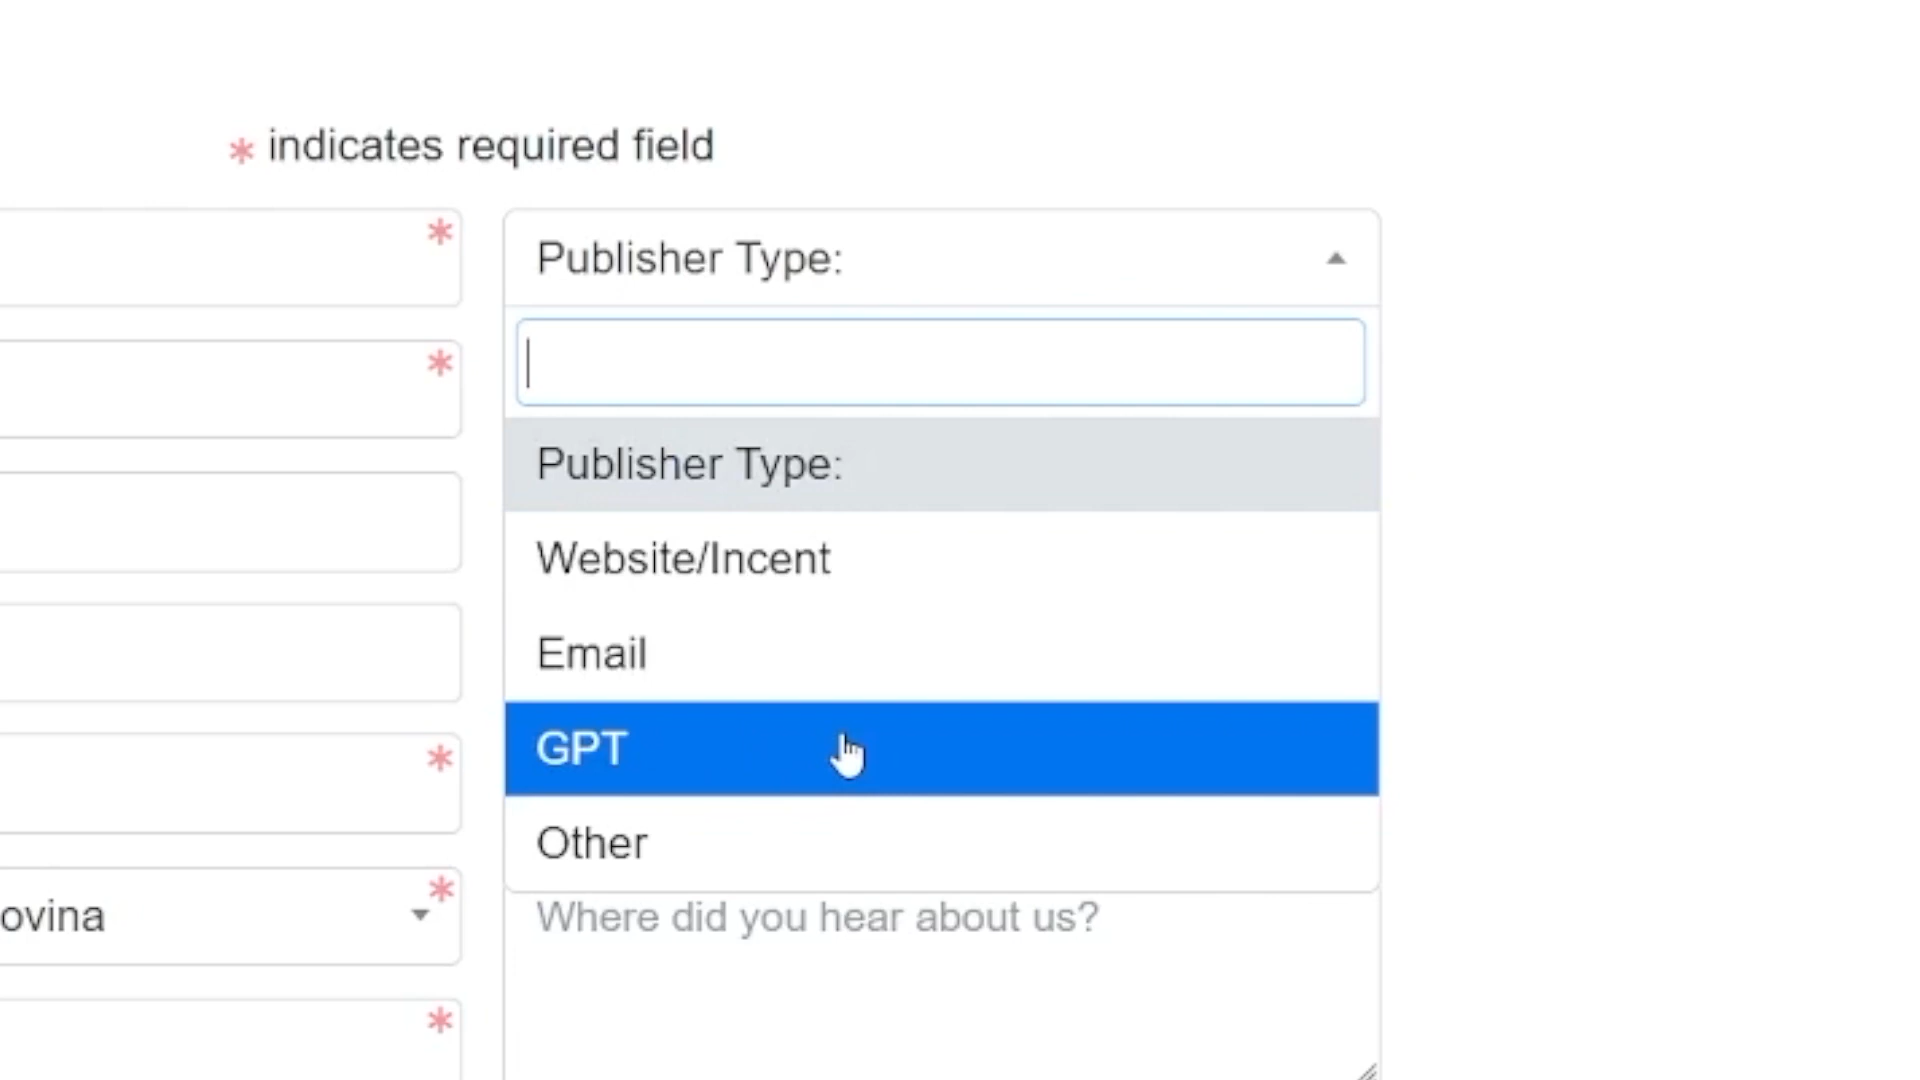 * indicates required field
*
Publisher Type:
*
Publisher Type:
Website/Incent
Email
GPT
*
Other
ovina
*
Where did you hear about us?
*